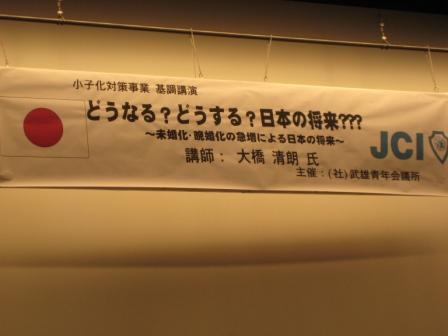 小子化対策事業 基調講演
どうなる？どうする？日本の将来???
～未婚化・晩婚化の急増による日本の将来～
JCI
講師： 大橋 清朗 氏
主催：(社)武雄青年会議所